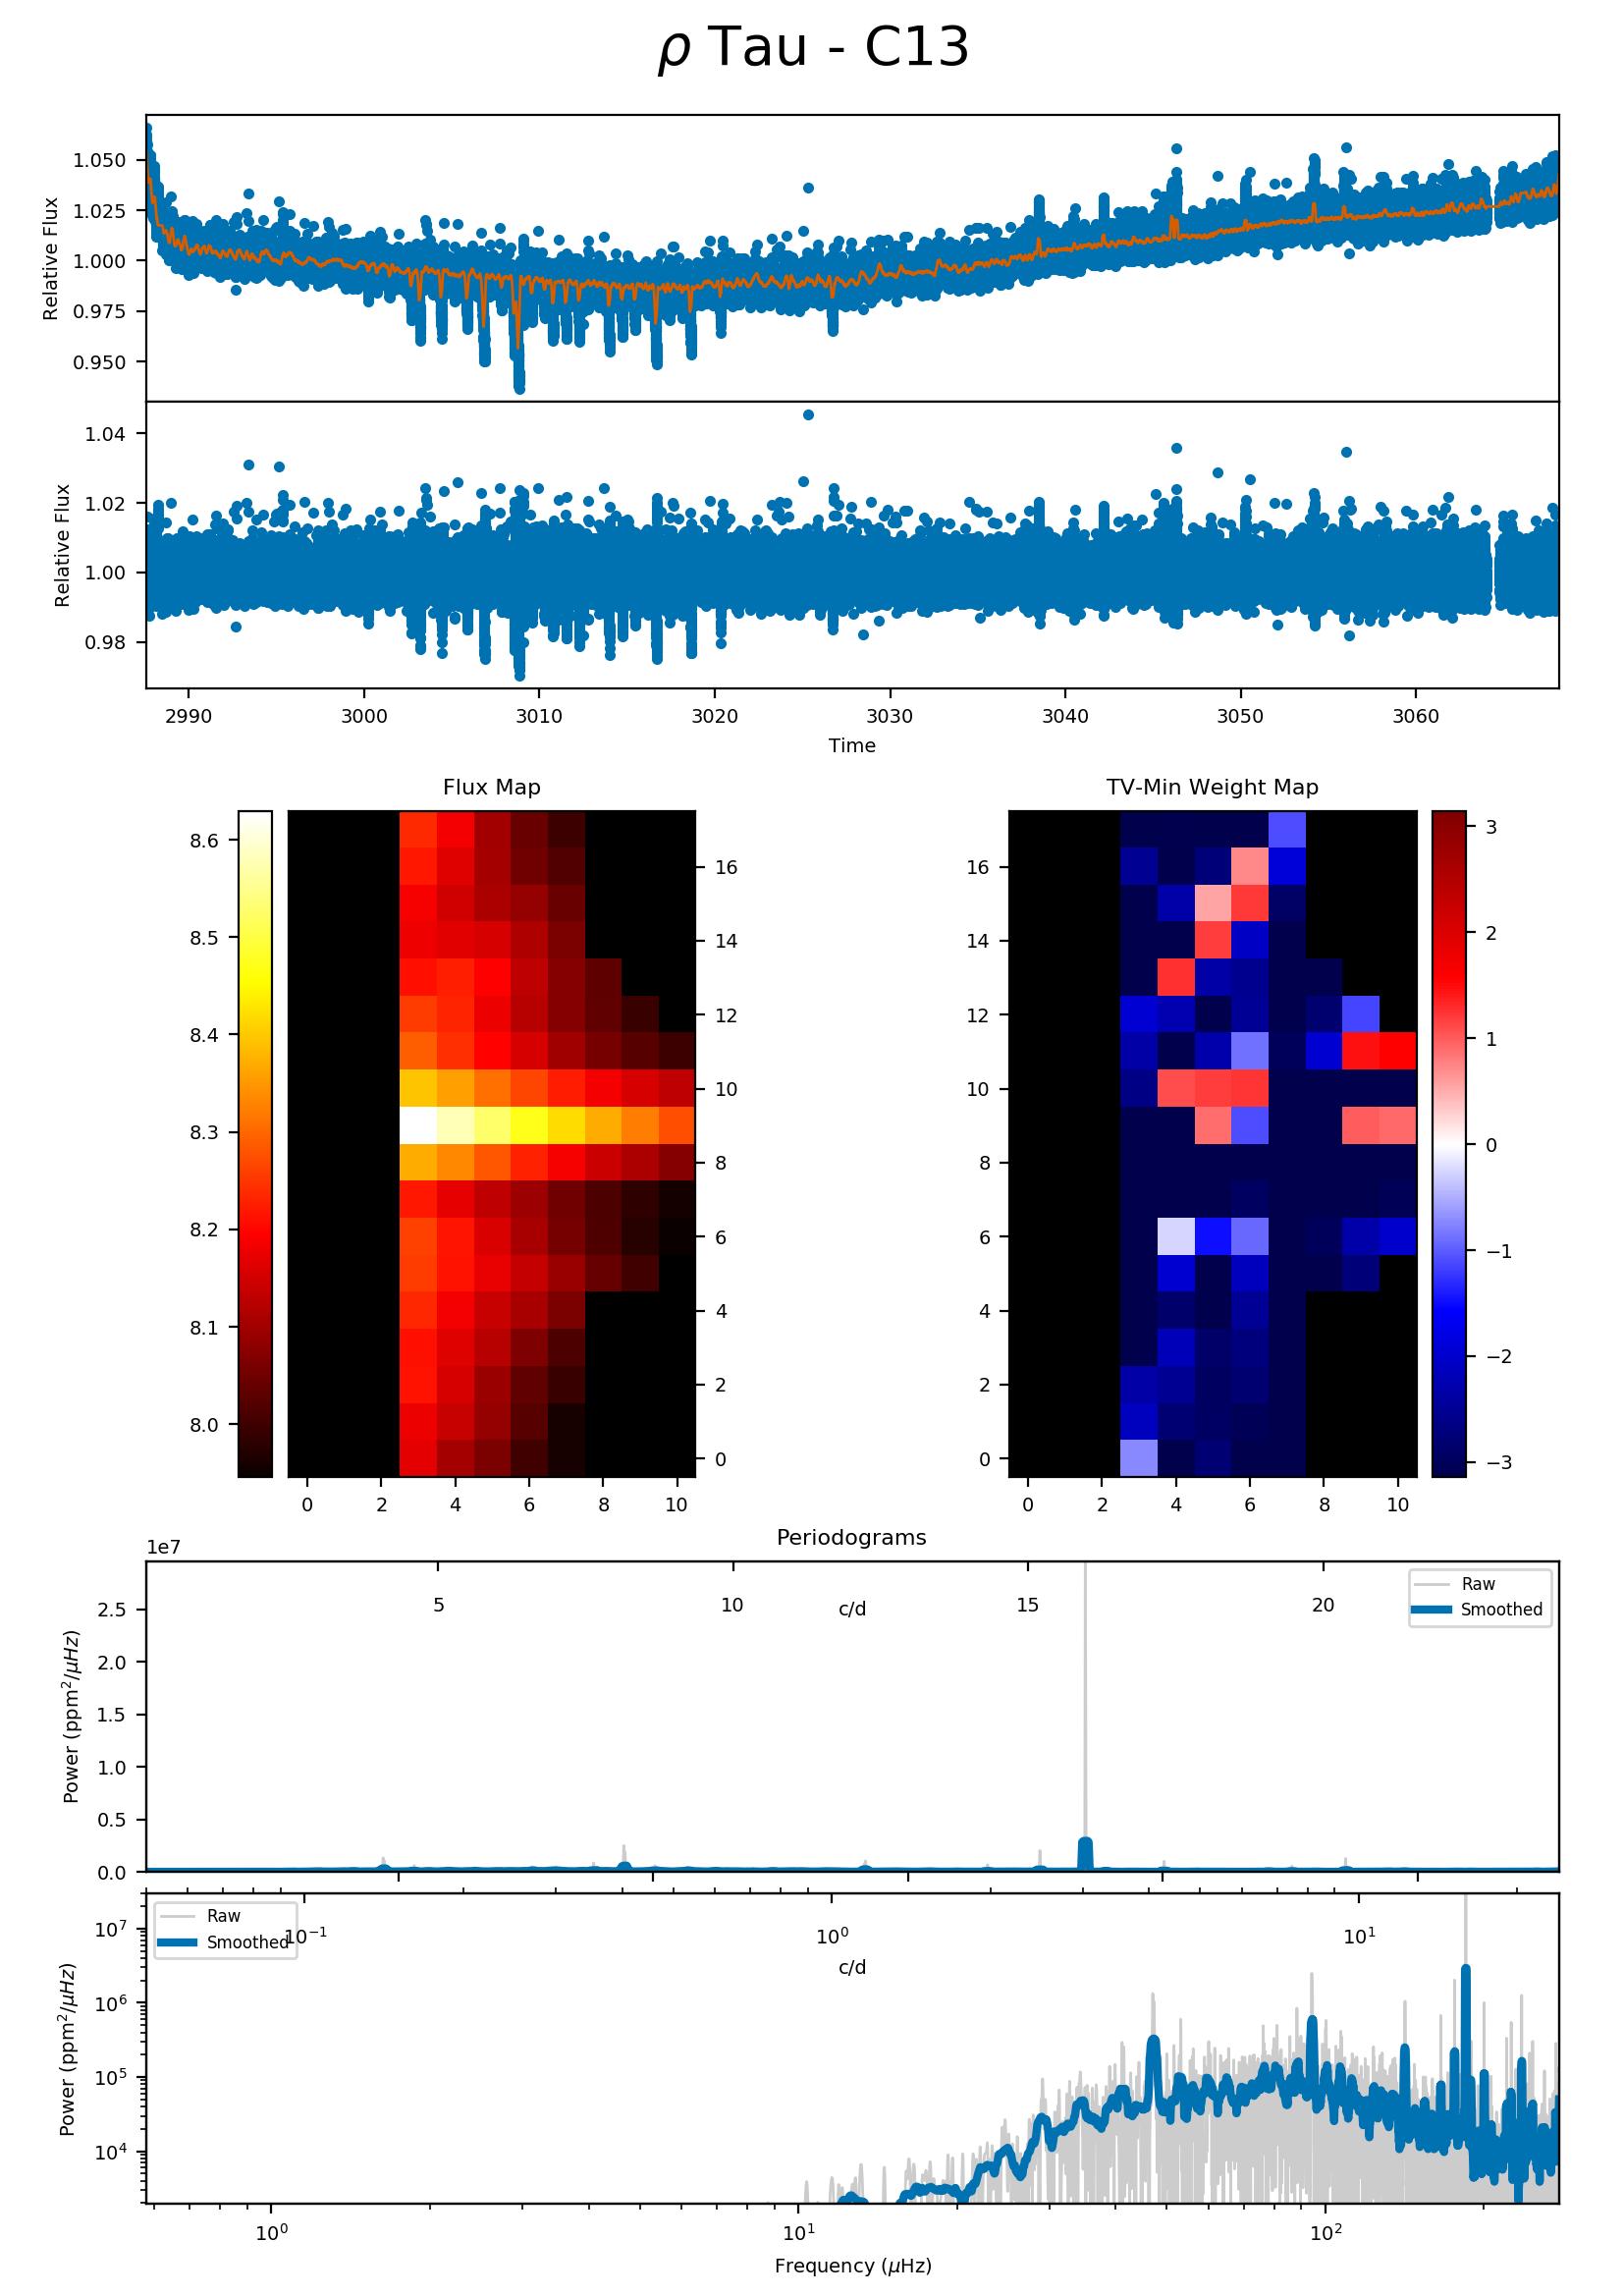 ρ Tau - C13
Relative Flux
1.050
1.025
1.000
0.975
0.950
Relative Flux
1.04
1.02
1.00
0.98
2990 3000 3010 3020 3030 3040 3050 3060
Time
Flux Map
8.6
8.5
8.4
8.3
8.2
8.1
8.0
16
14
12
10
8
6
4
2
0
0 2 4 6 8 10
TV-Min Weight Map
16
14
12
10
8
6
4
2
0
0 2 4 6 8 10
3
2
1
0
−1
−2
−3
Periodograms
1e7
Power (ppm²/μHz)
2.5
2.0
1.5
1.0
0.5
0.0
5 10 15 20
c/d
Raw
Smoothed
Power (ppm²/μHz)
10⁷
10⁶
10⁵
10⁴
Raw
Smoothed
10⁻¹ 10⁰ 10¹
c/d
10⁰ 10¹ 10²
Frequency (μHz)